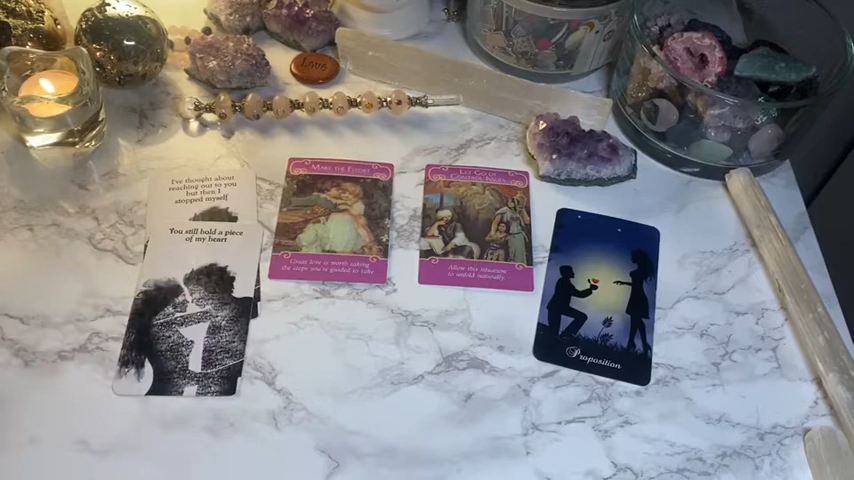 Love
I've thought about
reaching out to you
but then I
stopped myself
You still hold a piece
of my heart
Make the Effort
Great love is worth taking
the steps you're guided to take.
Let Go of
Control Issues
Allow this situation
to unfold naturally.
Proposition